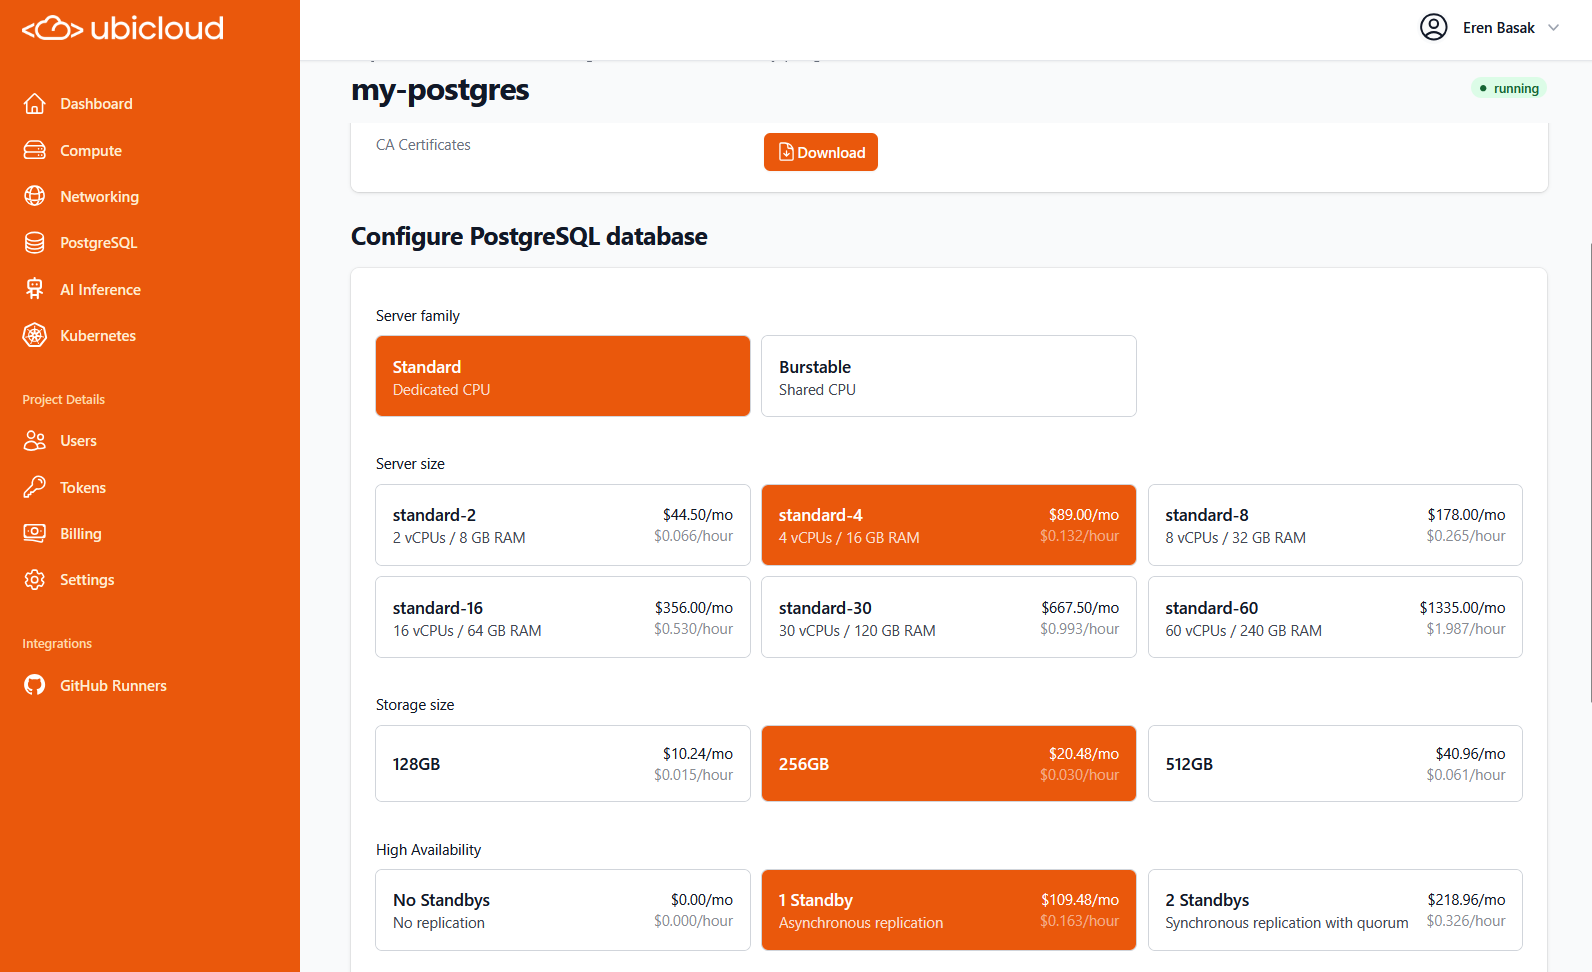 ubicloud
Eren Basak
Dashboard
Compute
Networking
PostgreSQL
AI Inference
Kubernetes
Project Details
Users
Tokens
Billing
Settings
Integrations
GitHub Runners
my-postgres
running
CA Certificates
Download
Configure PostgreSQL database
Server family
Standard
Dedicated CPU
Burstable
Shared CPU
Server size
standard-2 $44.50/mo
2 vCPUs / 8 GB RAM $0.066/hour
standard-4 $89.00/mo
4 vCPUs / 16 GB RAM $0.132/hour
standard-8 $178.00/mo
8 vCPUs / 32 GB RAM $0.265/hour
standard-16 $356.00/mo
16 vCPUs / 64 GB RAM $0.530/hour
standard-30 $667.50/mo
30 vCPUs / 120 GB RAM $0.993/hour
standard-60 $1335.00/mo
60 vCPUs / 240 GB RAM $1.987/hour
Storage size
128GB $10.24/mo
$0.015/hour
256GB $20.48/mo
$0.030/hour
512GB $40.96/mo
$0.061/hour
High Availability
No Standbys $0.00/mo
No replication $0.000/hour
1 Standby $109.48/mo
Asynchronous replication $0.163/hour
2 Standbys $218.96/mo
Synchronous replication with quorum $0.326/hour